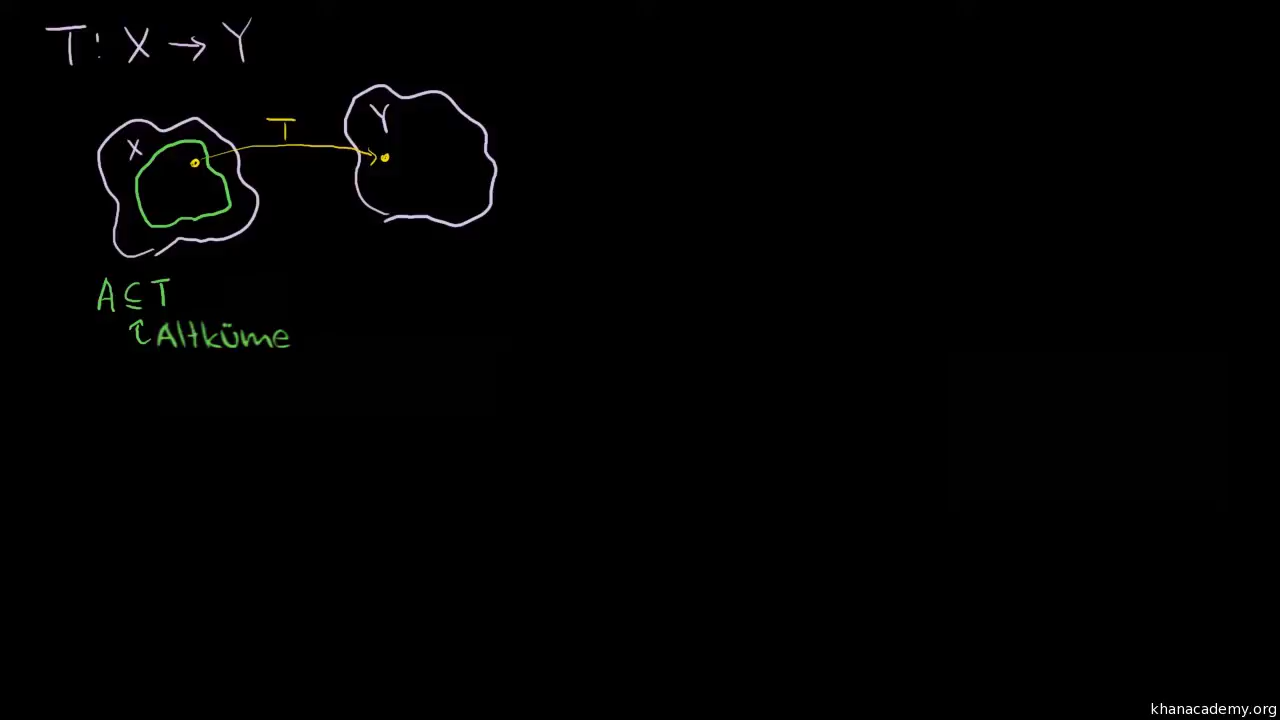 T: X → Y
T
Y
X
A ⊆ T
Altküme
khanacademy.org